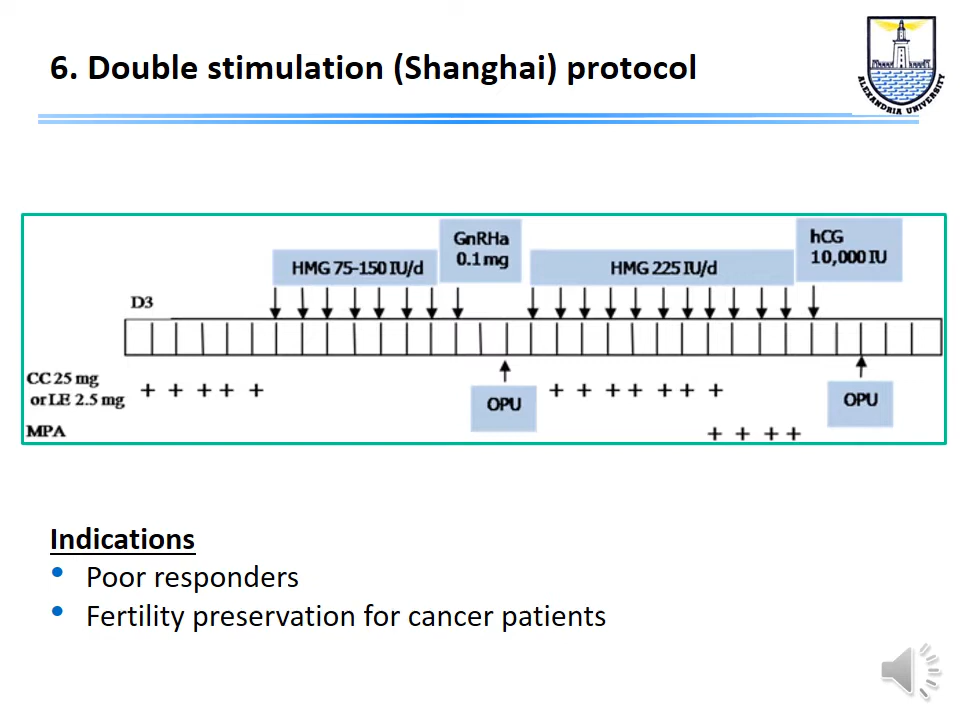 6. Double stimulation (Shanghai) protocol
ALEXANDRIA UNIVERSITY
GnRHa
0.1 mg
hCG
10,000 IU
HMG 75-150 IU/d
HMG 225 IU/d
D3
CC 25 mg
or LE 2.5 mg
+ + + + +
OPU
+ + + + + + +
OPU
MPA
+ + + +
Indications
• Poor responders
• Fertility preservation for cancer patients